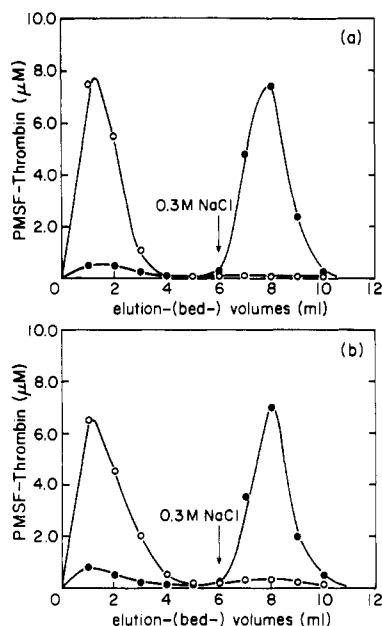 (a)
10.0
8.0
6.0
4.0
2.0
PMSF-Thrombin (μM)
0.3M NaCl
0 2 4 6 8 10 12
elution-(bed-) volumes (ml)
(b)
10.0
8.0
6.0
4.0
2.0
PMSF-Thrombin (μM)
0.3M NaCl
0 2 4 6 8 10 12
elution-(bed-) volumes (ml)